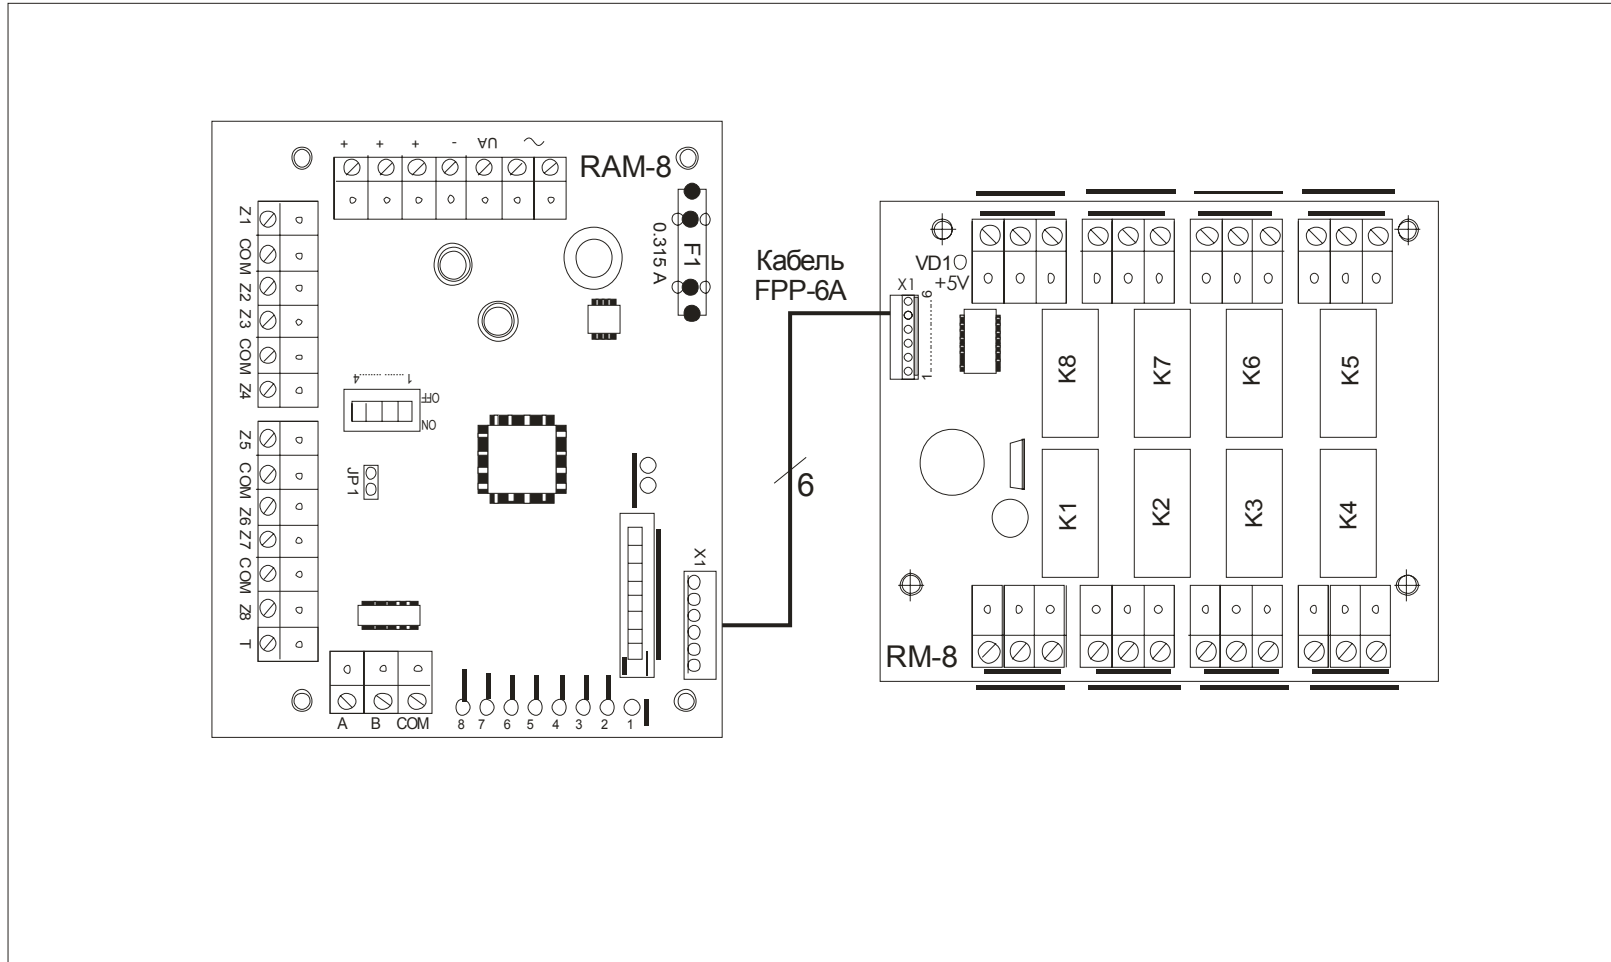 + + + - UA ~
RAM-8
Z1
COM
Z2
Z3
COM
Z4
Z5
COM
Z6
Z7
COM
Z8
T
F1
0.315 A
4 ........ 1
OFF
ON
JP1
X1
A B COM
8 7 6 5 4 3 2 1
Кабель
FPP-6A
6
VD1
+5V
X1
6
1
K8 K7 K6 K5
K1 K2 K3 K4
RM-8